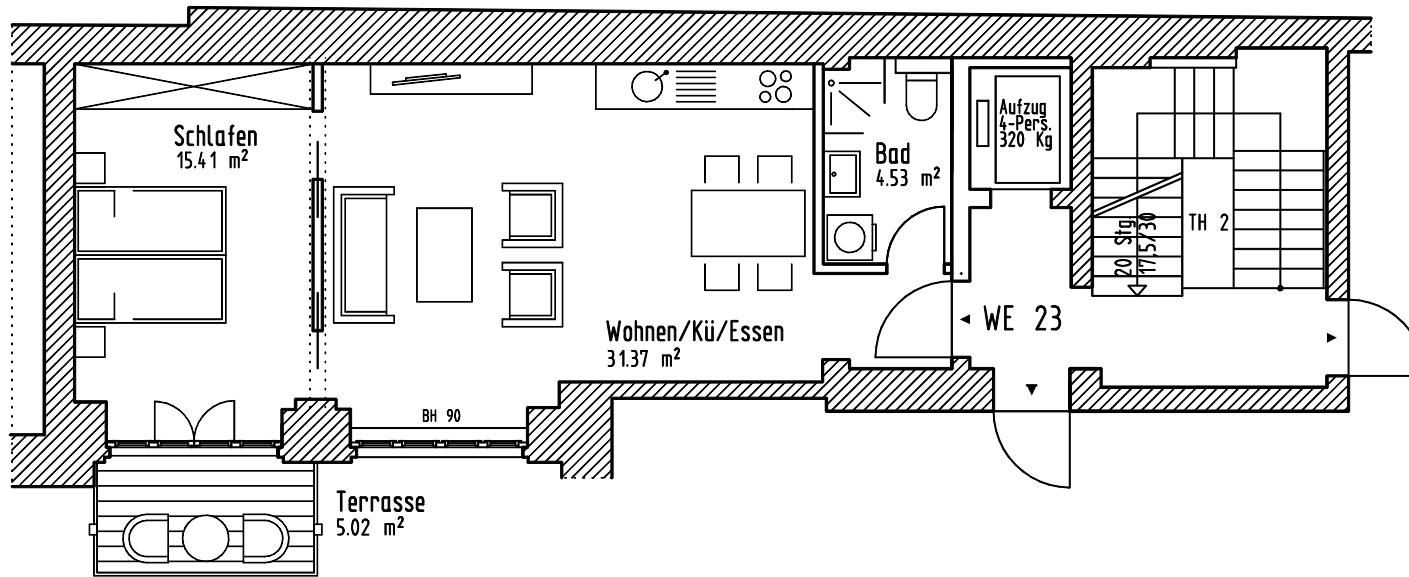 Schlafen
15.41 m²
Aufzug
4-Pers.
320 Kg
Bad
4.53 m²
20 Stg.
17,5/30
TH 2
WE 23
Wohnen/Kü/Essen
31.37 m²
BH 90
Terrasse
5.02 m²